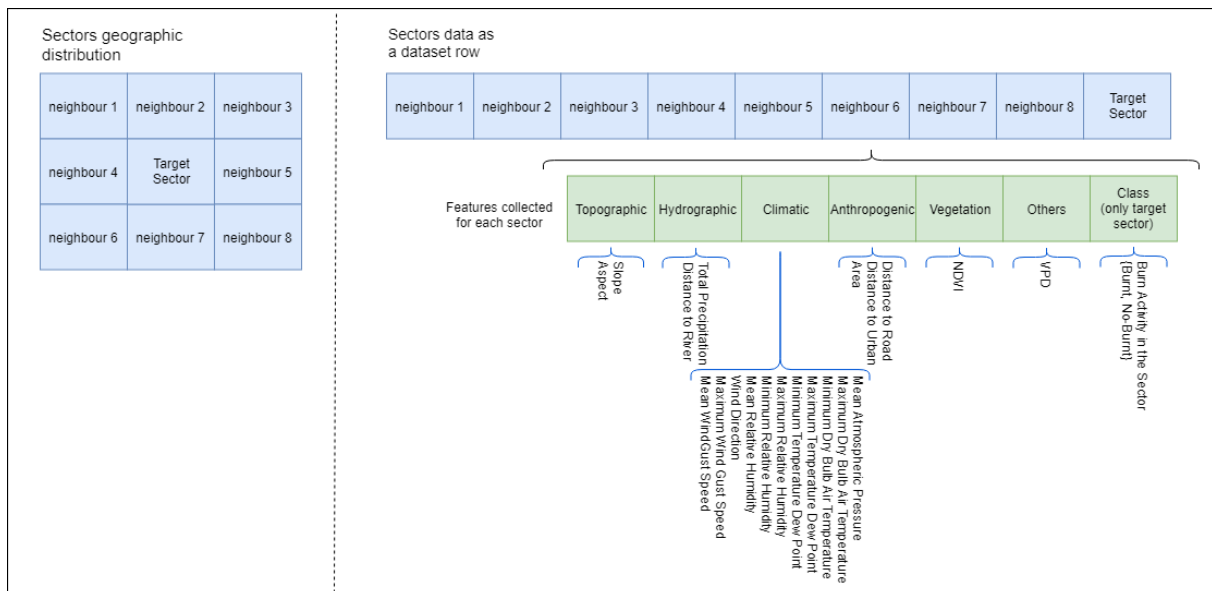 Sectors geographic
distribution
neighbour 1
neighbour 2
neighbour 3
neighbour 4
Target
Sector
neighbour 5
neighbour 6
neighbour 7
neighbour 8
Sectors data as
a dataset row
neighbour 1
neighbour 2
neighbour 3
neighbour 4
neighbour 5
neighbour 6
neighbour 7
neighbour 8
Target
Sector
Features collected
for each sector
Topographic
Hydrographic
Climatic
Anthropogenic
Vegetation
Others
Class
(only target
sector)
Slope
Aspect
Total Precipitation
Distance to River
Mean Atmospheric Pressure
Maximum Dry Bulb Air Temperature
Minimum Dry Bulb Air Temperature
Maximum Temperature Dew Point
Minimum Temperature Dew Point
Maximum Relative Humidity
Minimum Relative Humidity
Mean Relative Humidity
Wind Direction
Maximum Wind Gust Speed
Mean WindGust Speed
Distance to Road
Distance to Urban
Area
NDVI
VPD
Burn Activity in the Sector
{Burnt, No-Burnt}